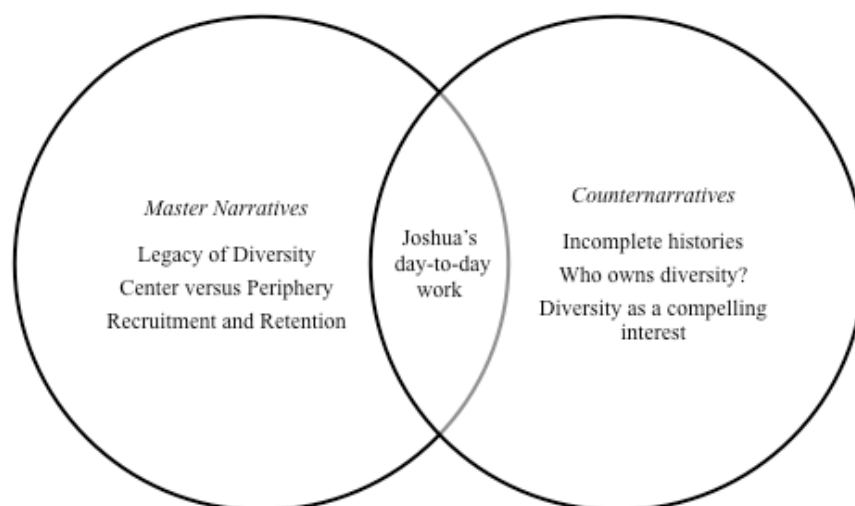 Master Narratives
Legacy of Diversity
Center versus Periphery
Recruitment and Retention
Joshua's
day-to-day
work
Counternarratives
Incomplete histories
Who owns diversity?
Diversity as a compelling
interest